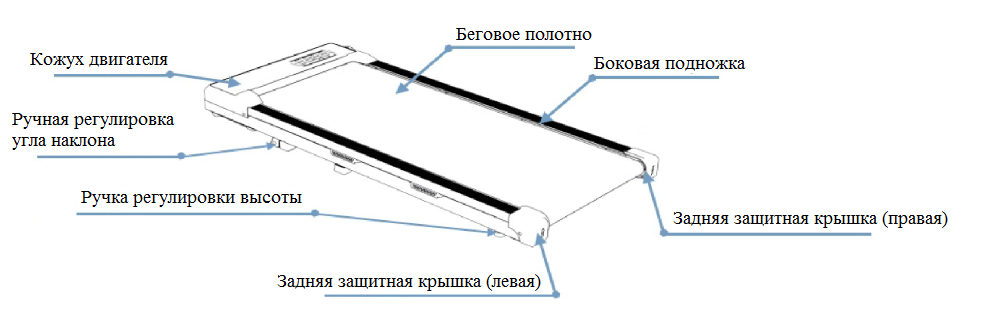 Беговое полотно
Кожух двигателя
Боковая подножка
Ручная регулировка
угла наклона
Ручка регулировки высоты
Задняя защитная крышка (правая)
Задняя защитная крышка (левая)